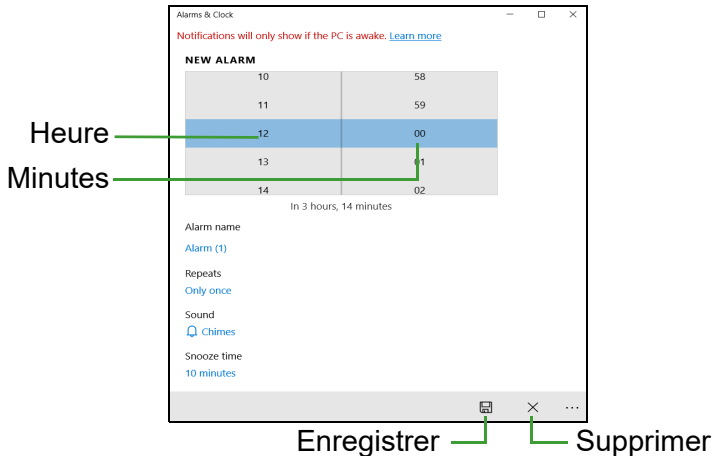 Alarms & Clock
Notifications will only show if the PC is awake. Learn more
NEW ALARM
10 58
11 59
Heure 12 00
13 01
Minutes
14 02
In 3 hours, 14 minutes
Alarm name
Alarm (1)
Repeats
Only once
Sound
Chimes
Snooze time
10 minutes
Enregistrer Supprimer